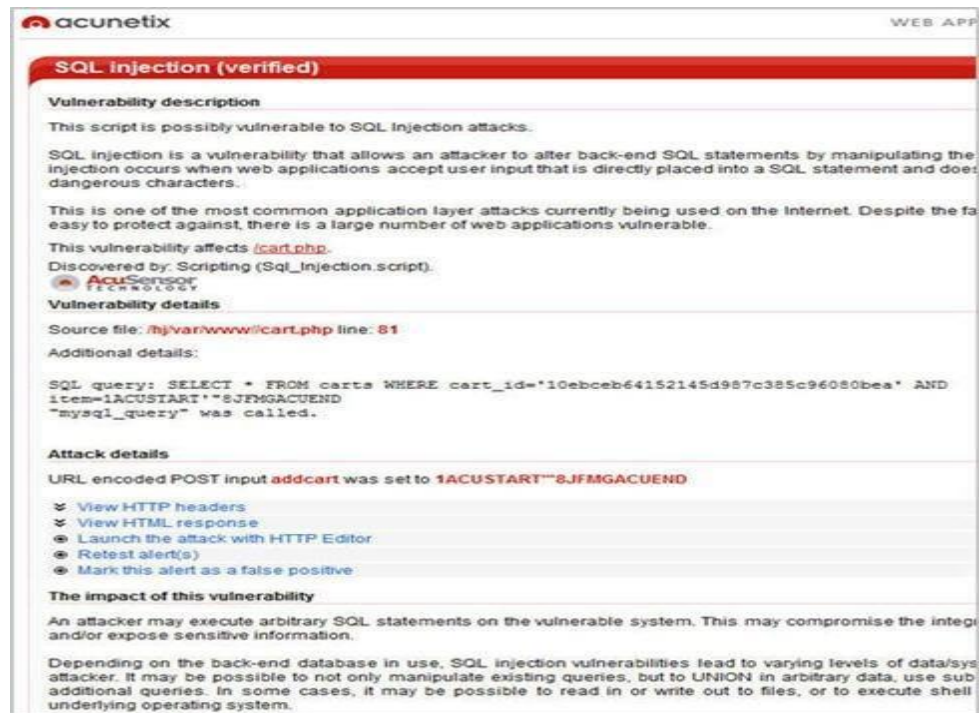 acunetix WEB APP
SQL injection (verified)
Vulnerability description
This script is possibly vulnerable to SQL Injection attacks.
SQL injection is a vulnerability that allows an attacker to alter back-end SQL statements by manipulating the
injection occurs when web applications accept user input that is directly placed into a SQL statement and does
dangerous characters.
This is one of the most common application layer attacks currently being used on the Internet. Despite the fa
easy to protect against, there is a large number of web applications vulnerable.
This vulnerability affects /cart.php.
Discovered by: Scripting (Sql_Injection.script).
AcuSensor
TECHNOLOGY
Vulnerability details
Source file: /hj/var/www//cart.php line: 81
Additional details:
SQL query: SELECT * FROM carts WHERE cart_id='10ebceb64152145d987c385c96080bea' AND
item=1ACUSTART'"8JFMGACUEND
"mysql_query" was called.
Attack details
URL encoded POST input addcart was set to 1ACUSTART'"8JFMGACUEND
View HTTP headers
View HTML response
Launch the attack with HTTP Editor
Retest alert(s)
Mark this alert as a false positive
The impact of this vulnerability
An attacker may execute arbitrary SQL statements on the vulnerable system. This may compromise the integr
and/or expose sensitive information.
Depending on the back-end database in use, SQL injection vulnerabilities lead to varying levels of data/sys
attacker. It may be possible to not only manipulate existing queries, but to UNION in arbitrary data, use sub
additional queries. In some cases, it may be possible to read in or write out to files, or to execute shell
underlying operating system.